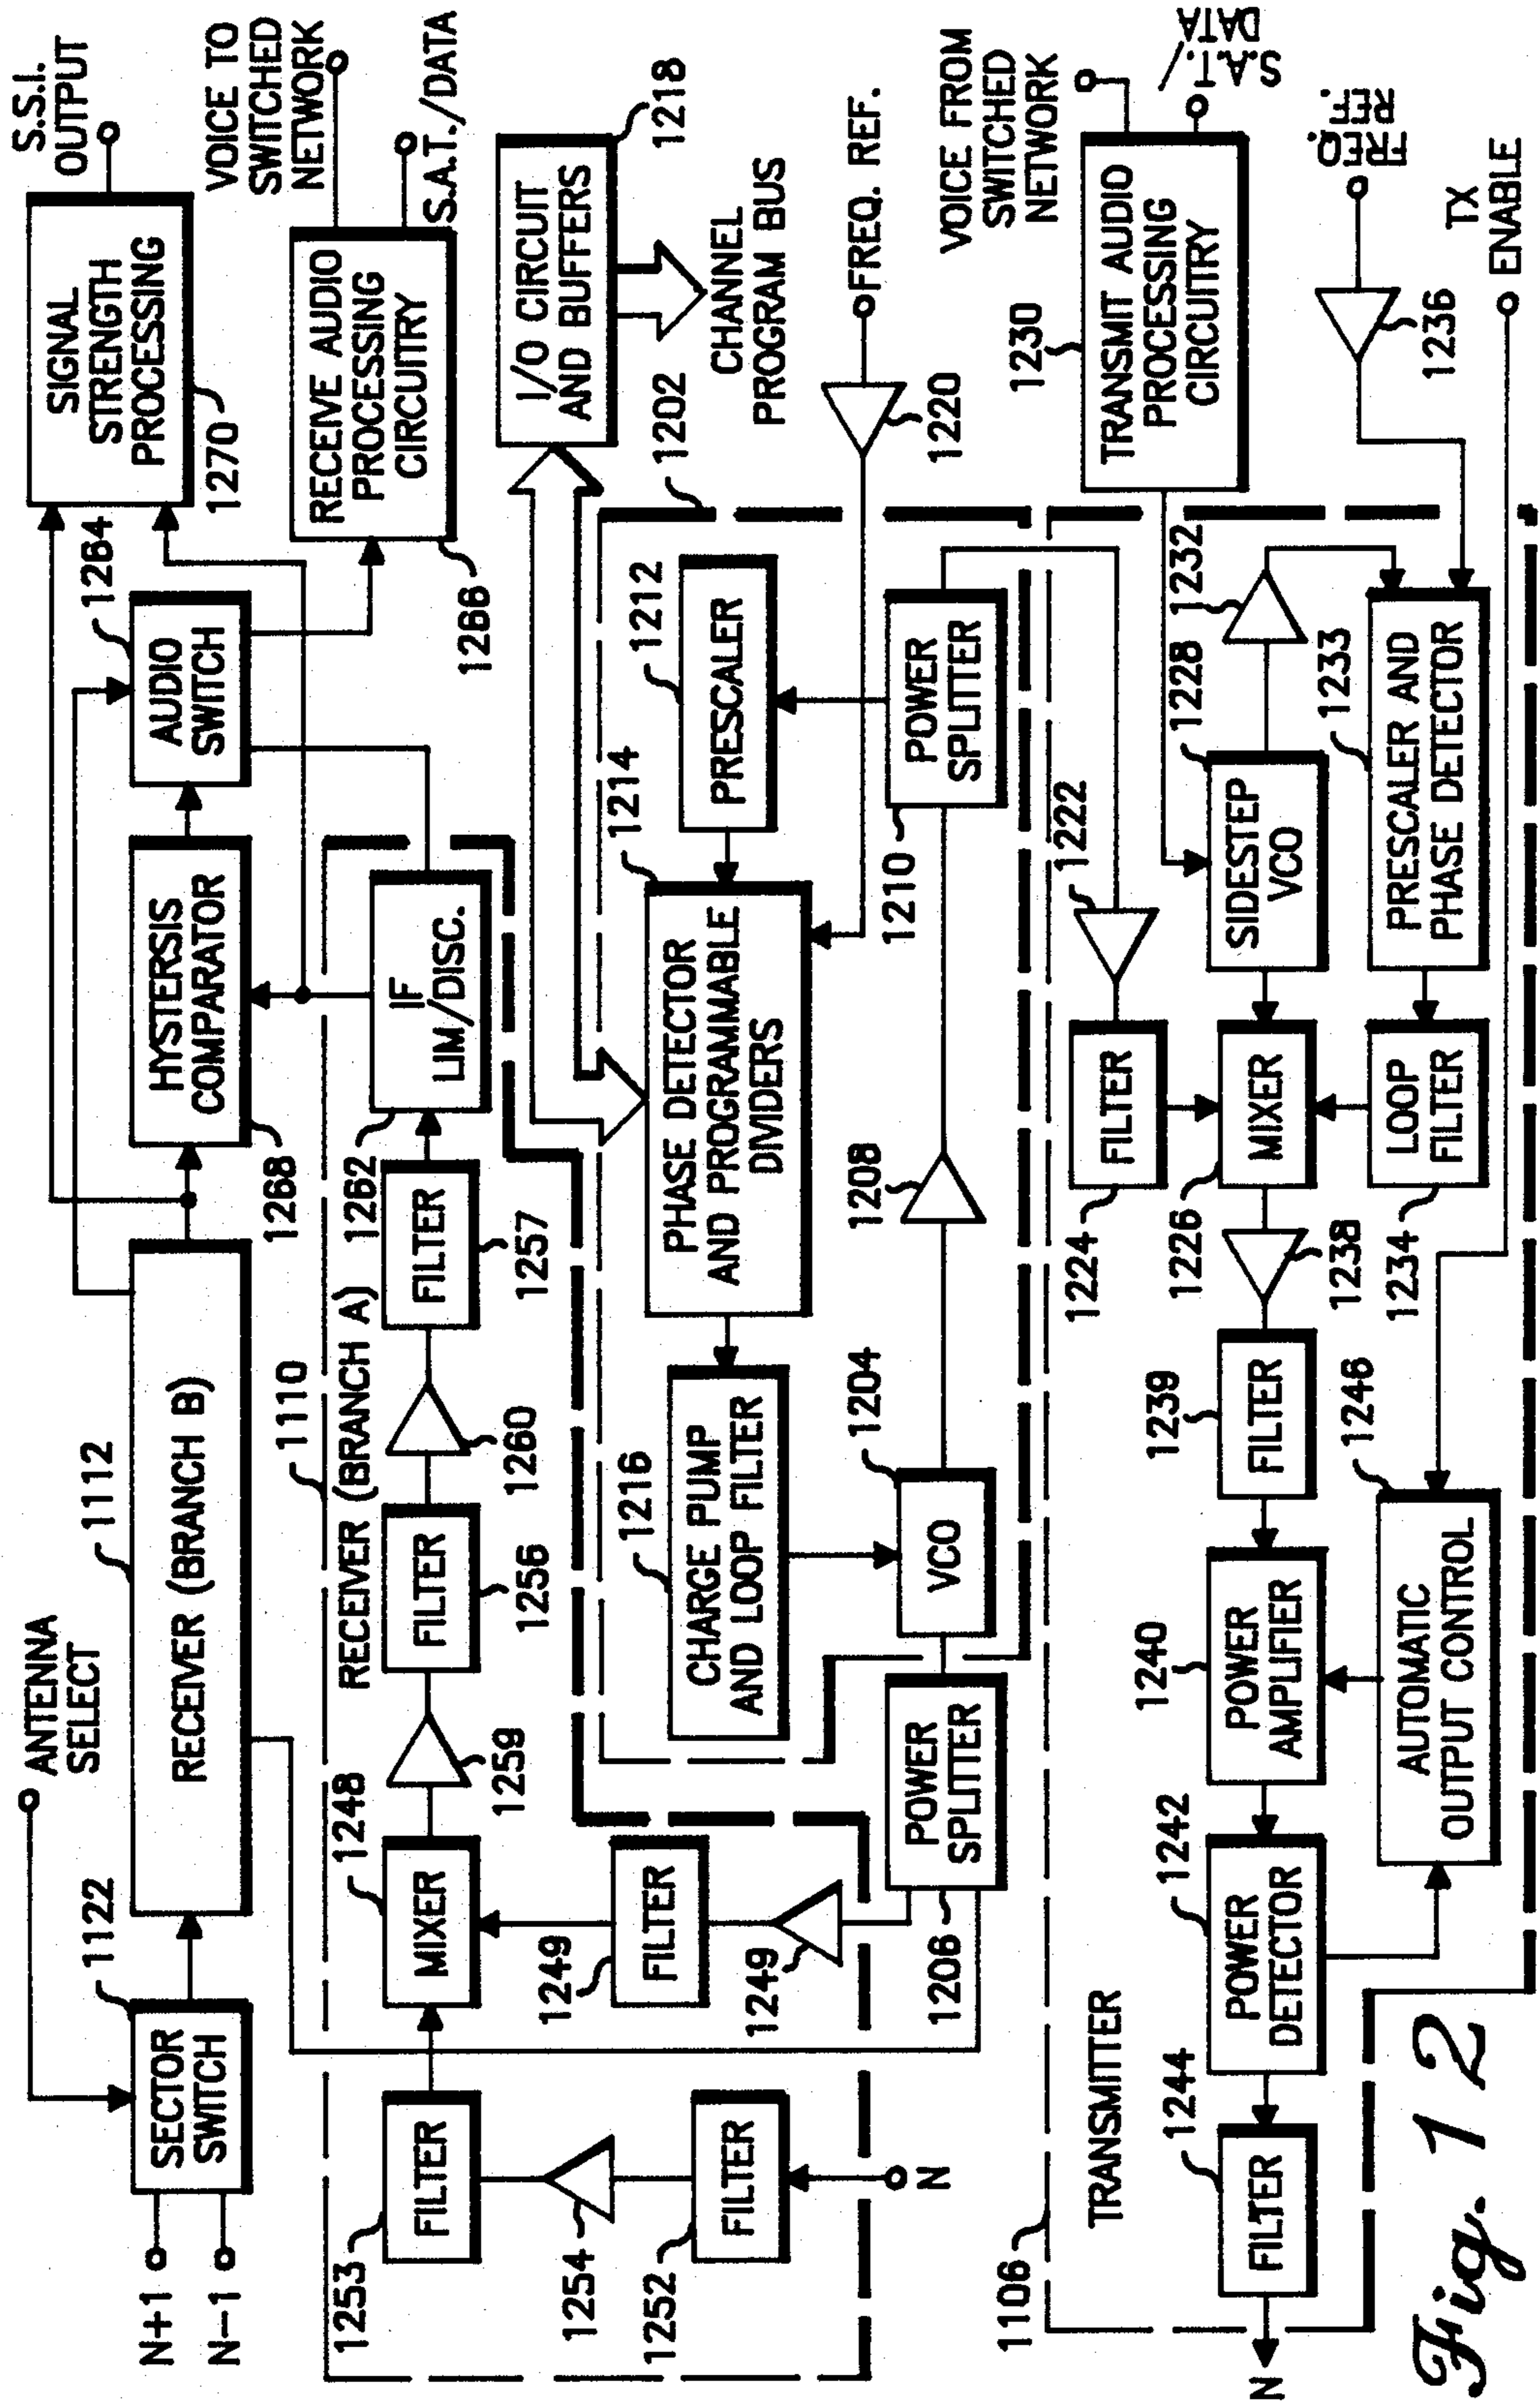 ANTENNA
SELECT
N+1
N-1
1122
SECTOR
SWITCH
1112
RECEIVER (BRANCH B)
1268
HYSTERSIS
COMPARATOR
1264
AUDIO
SWITCH
1270
SIGNAL
STRENGTH
PROCESSING
S.S.I.
OUTPUT
VOICE TO
SWITCHED
NETWORK
S.A.T./DATA
1266
RECEIVE AUDIO
PROCESSING
CIRCUITRY
1110
RECEIVER (BRANCH A)
1253
FILTER
1254
1252
FILTER
N
1248
MIXER
1249
FILTER
1249
1259
1256
FILTER
1260
1257
FILTER
1262
IF
LIM/DISC.
1218
I/O CIRCUIT
AND BUFFERS
CHANNEL
PROGRAM BUS
1202
1216
CHARGE PUMP
AND LOOP FILTER
1214
PHASE DETECTOR
AND PROGRAMMABLE
DIVIDERS
1212
PRESCALER
1220
FREQ. REF.
1206
POWER
SPLITTER
1204
VCO
1208
1210
POWER
SPLITTER
1106
TRANSMITTER
N
1244
FILTER
1242
POWER
DETECTOR
1240
POWER
AMPLIFIER
1246
AUTOMATIC
OUTPUT CONTROL
1239
FILTER
1238
1226
MIXER
1224
FILTER
1222
1234
LOOP
FILTER
1228
SIDESTEP
VCO
1232
1233
PRESCALER AND
PHASE DETECTOR
1230
TRANSMIT AUDIO
PROCESSING
CIRCUITRY
VOICE FROM
SWITCHED
NETWORK
S.A.T./
DATA
FREQ.
REF.
1236
TX
ENABLE
Fig. 12